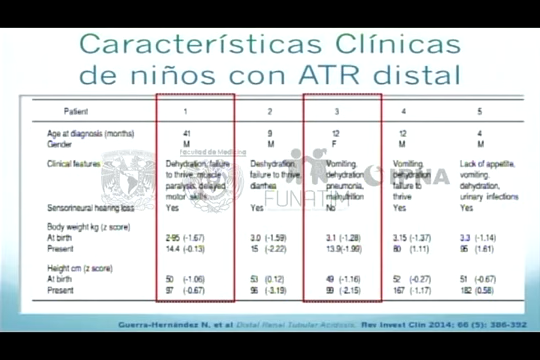 Características Clínicas
de niños con ATR distal
Patient 1 2 3 4 5
Age at diagnosis (months) 41 9 12 12 4
Gender M M F M M
Clinical features Dehydration, failure Deshydration, Vomiting, Vomiting, Lack of appetite,
to thrive, muscle failure to thrive, dehydration dehydration vomiting,
paralysis, delayed diarrhea pneumonia, failure to dehydration,
motor skills malnutrition thrive urinary infections
Sensorineural hearing loss Yes Yes No Yes Yes
Body weight kg (z score)
At birth 2.95 (-1.67) 3.0 (-1.59) 3.1 (-1.28) 3.15 (-1.37) 3.3 (-1.14)
Present 14.4 (-0.13) 15 (-2.22) 13.9 (-1.99) 80 (1.11) 95 (1.61)
Height cm (z score)
At birth 50 (-1.06) 53 (0.12) 49 (-1.16) 52 (-0.27) 51 (-0.67)
Present 97 (-0.67) 96 (-3.19) 99 (-2.15) 167 (-1.17) 182 (0.58)
Facultad de Medicina
FUNATIM
Guerra-Hernández N. et al Distal Renal Tubular Acidosis. Rev Invest Clin 2014; 66 (5): 386-392